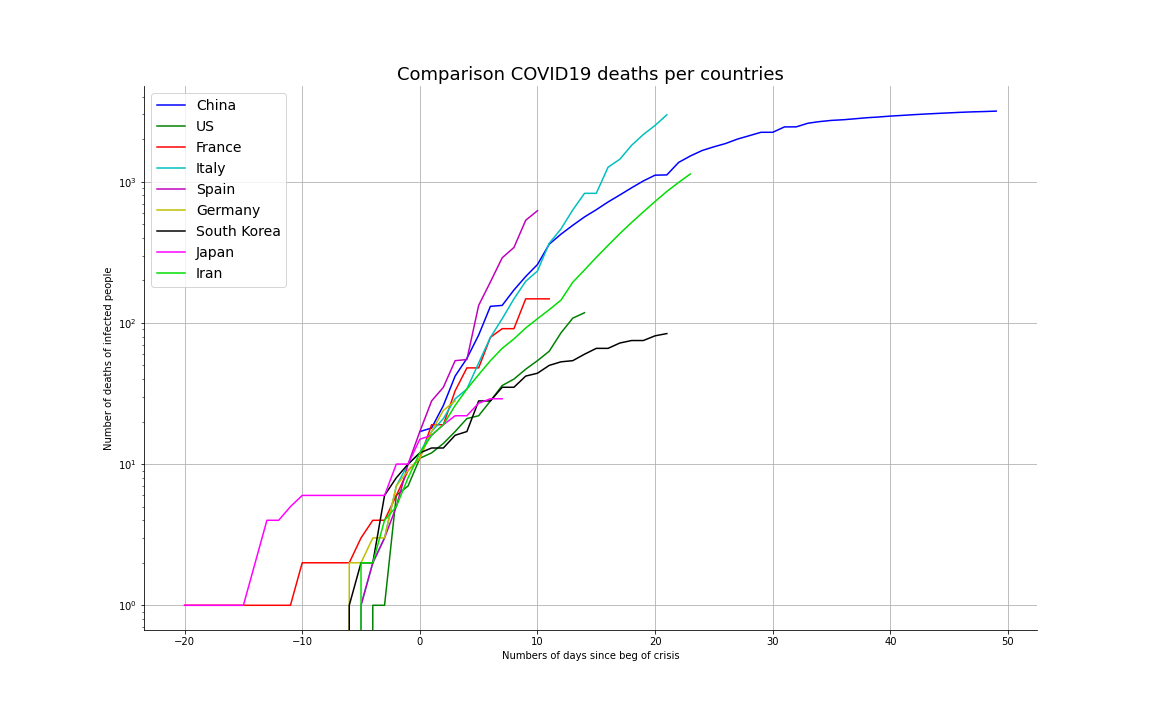 Comparison COVID19 deaths per countries
China
US
France
Italy
Spain
Germany
South Korea
Japan
Iran
10³
10²
10¹
10⁰
Number of deaths of infected people
−20 −10 0 10 20 30 40 50
Numbers of days since beg of crisis